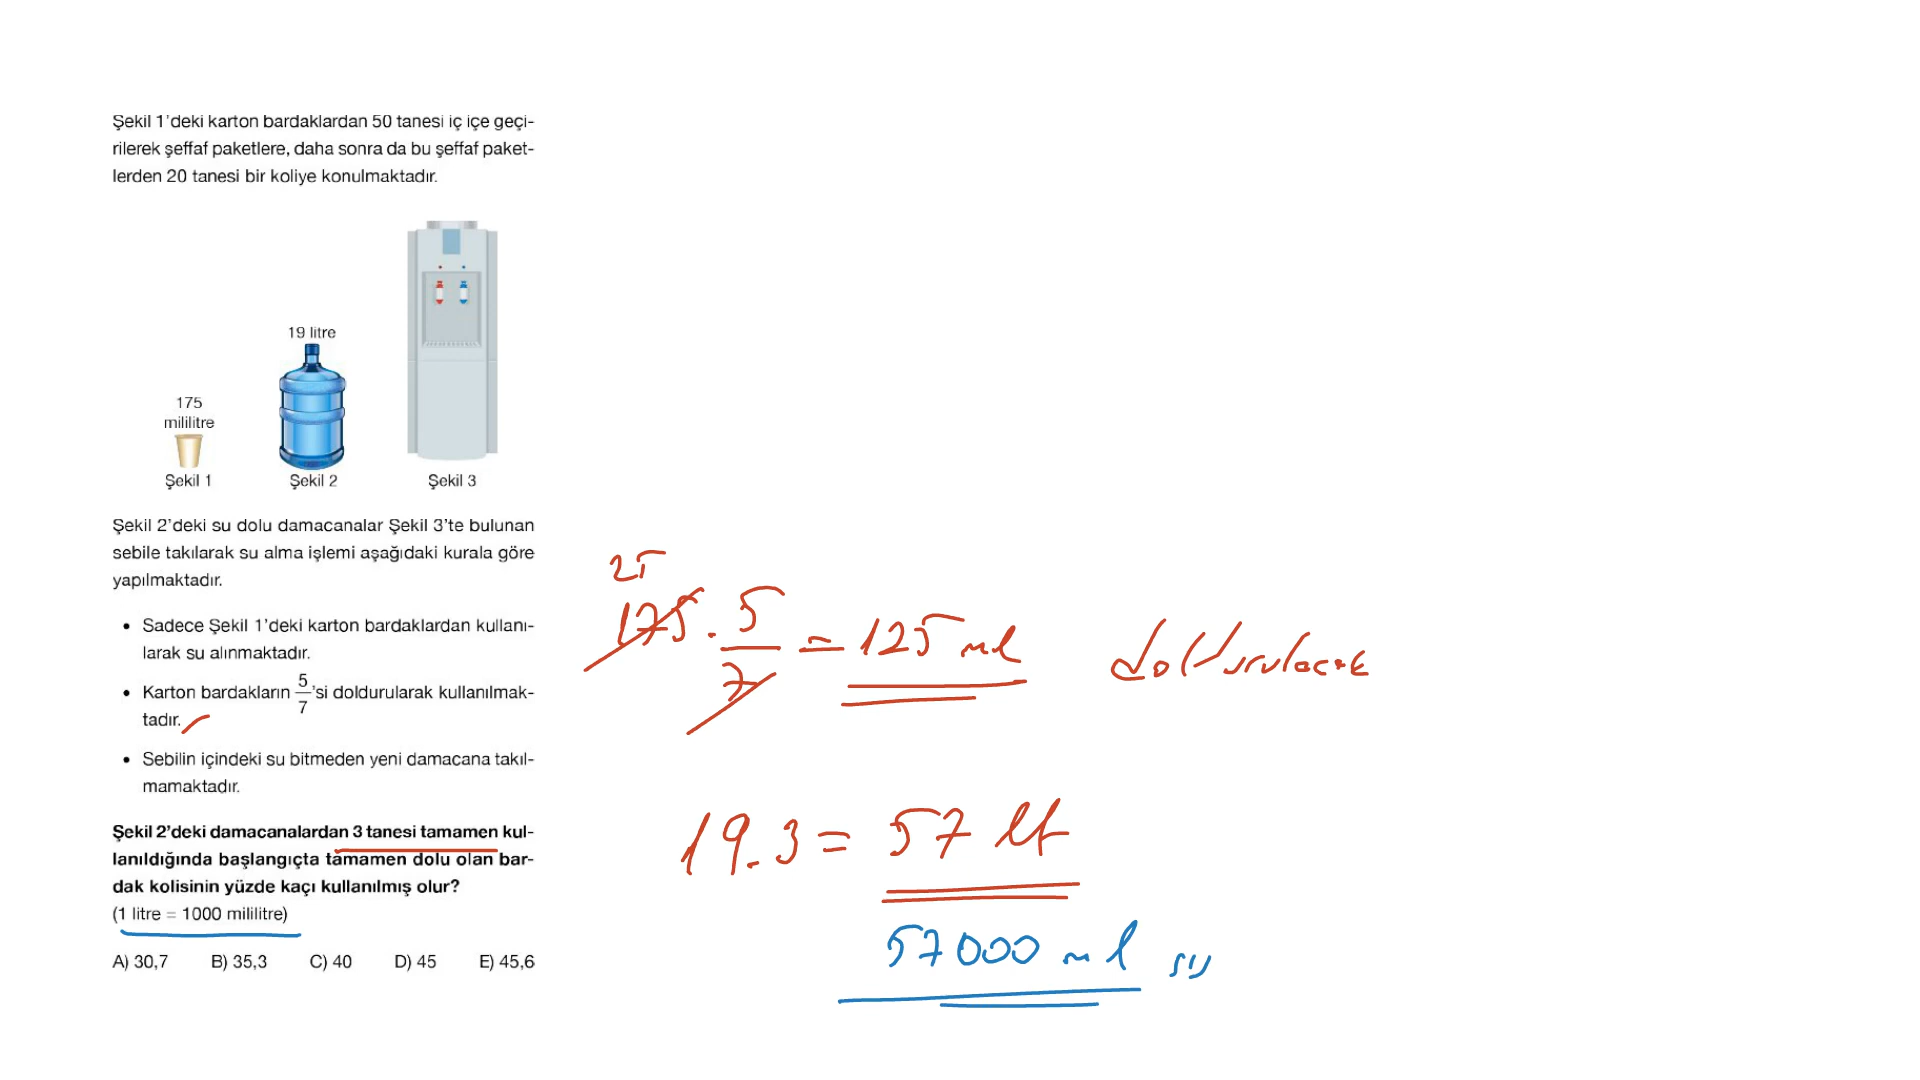 Şekil 1'deki karton bardaklardan 50 tanesi iç içe geçi-
rilerek şeffaf paketlere, daha sonra da bu şeffaf paket-
lerden 20 tanesi bir koliye konulmaktadır.
19 litre
175
mililitre
Şekil 1
Şekil 2
Şekil 3
Şekil 2'deki su dolu damacanalar Şekil 3'te bulunan
sebile takılarak su alma işlemi aşağıdaki kurala göre
yapılmaktadır.
• Sadece Şekil 1'deki karton bardaklardan kullanı-
larak su alınmaktadır.
• Karton bardakların 5/7'si doldurularak kullanılmak-
tadır.
• Sebilin içindeki su bitmeden yeni damacana takıl-
mamaktadır.
Şekil 2'deki damacanalardan 3 tanesi tamamen kul-
lanıldığında başlangıçta tamamen dolu olan bar-
dak kolisinin yüzde kaçı kullanılmış olur?
(1 litre = 1000 mililitre)
A) 30,7 B) 35,3 C) 40 D) 45 E) 45,6
25
175 . 5/7 = 125 ml doldurulacak
19.3 = 57 lt
57000 ml su